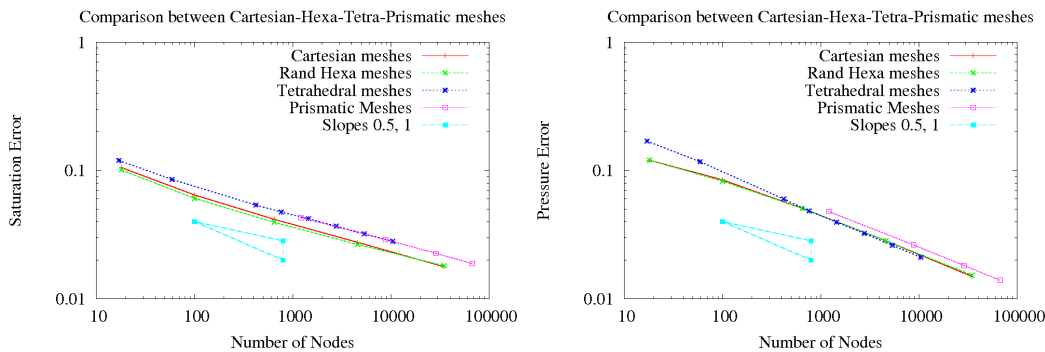 Comparison between Cartesian-Hexa-Tetra-Prismatic meshes
1
0.1
0.01
Saturation Error
Cartesian meshes
Rand Hexa meshes
Tetrahedral meshes
Prismatic Meshes
Slopes 0.5, 1
10 100 1000 10000 100000
Number of Nodes
Comparison between Cartesian-Hexa-Tetra-Prismatic meshes
1
0.1
0.01
Pressure Error
Cartesian meshes
Rand Hexa meshes
Tetrahedral meshes
Prismatic Meshes
Slopes 0.5, 1
10 100 1000 10000 100000
Number of Nodes